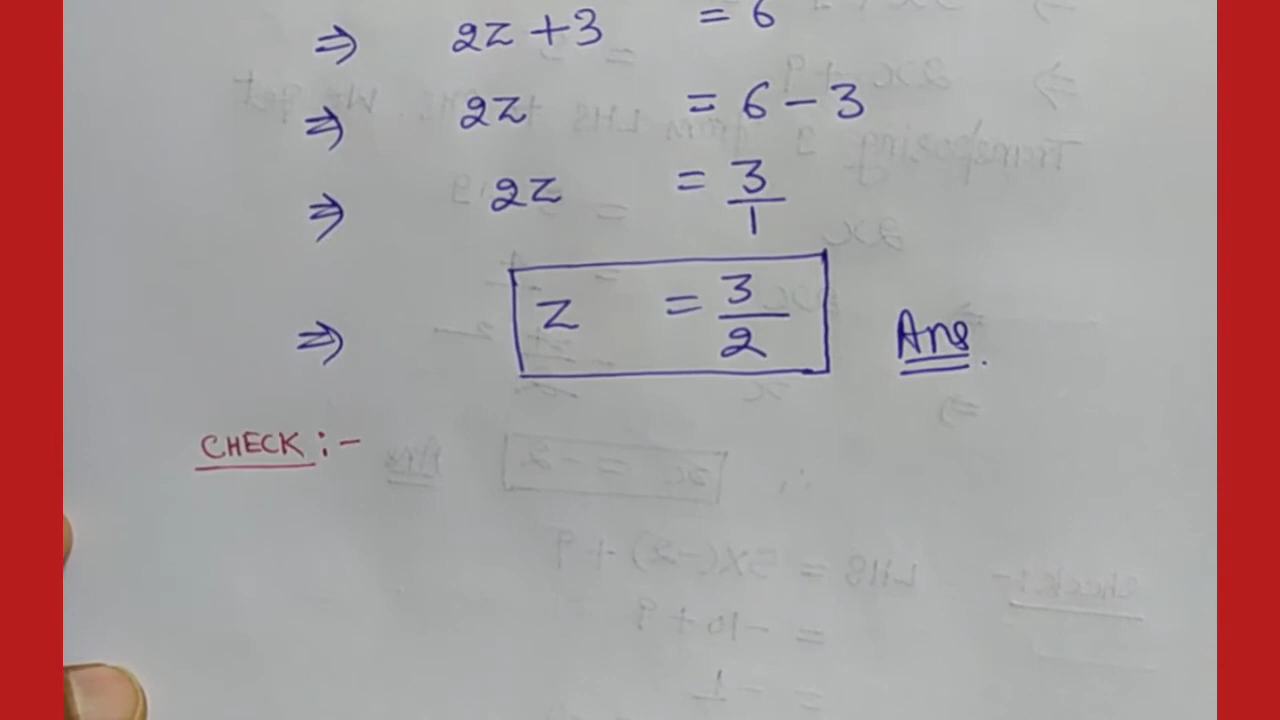 ⇒ 2z + 3 = 6
⇒ 2z = 6 - 3
⇒ 2z = 3/1
⇒ z = 3/2 Ans.
CHECK :-